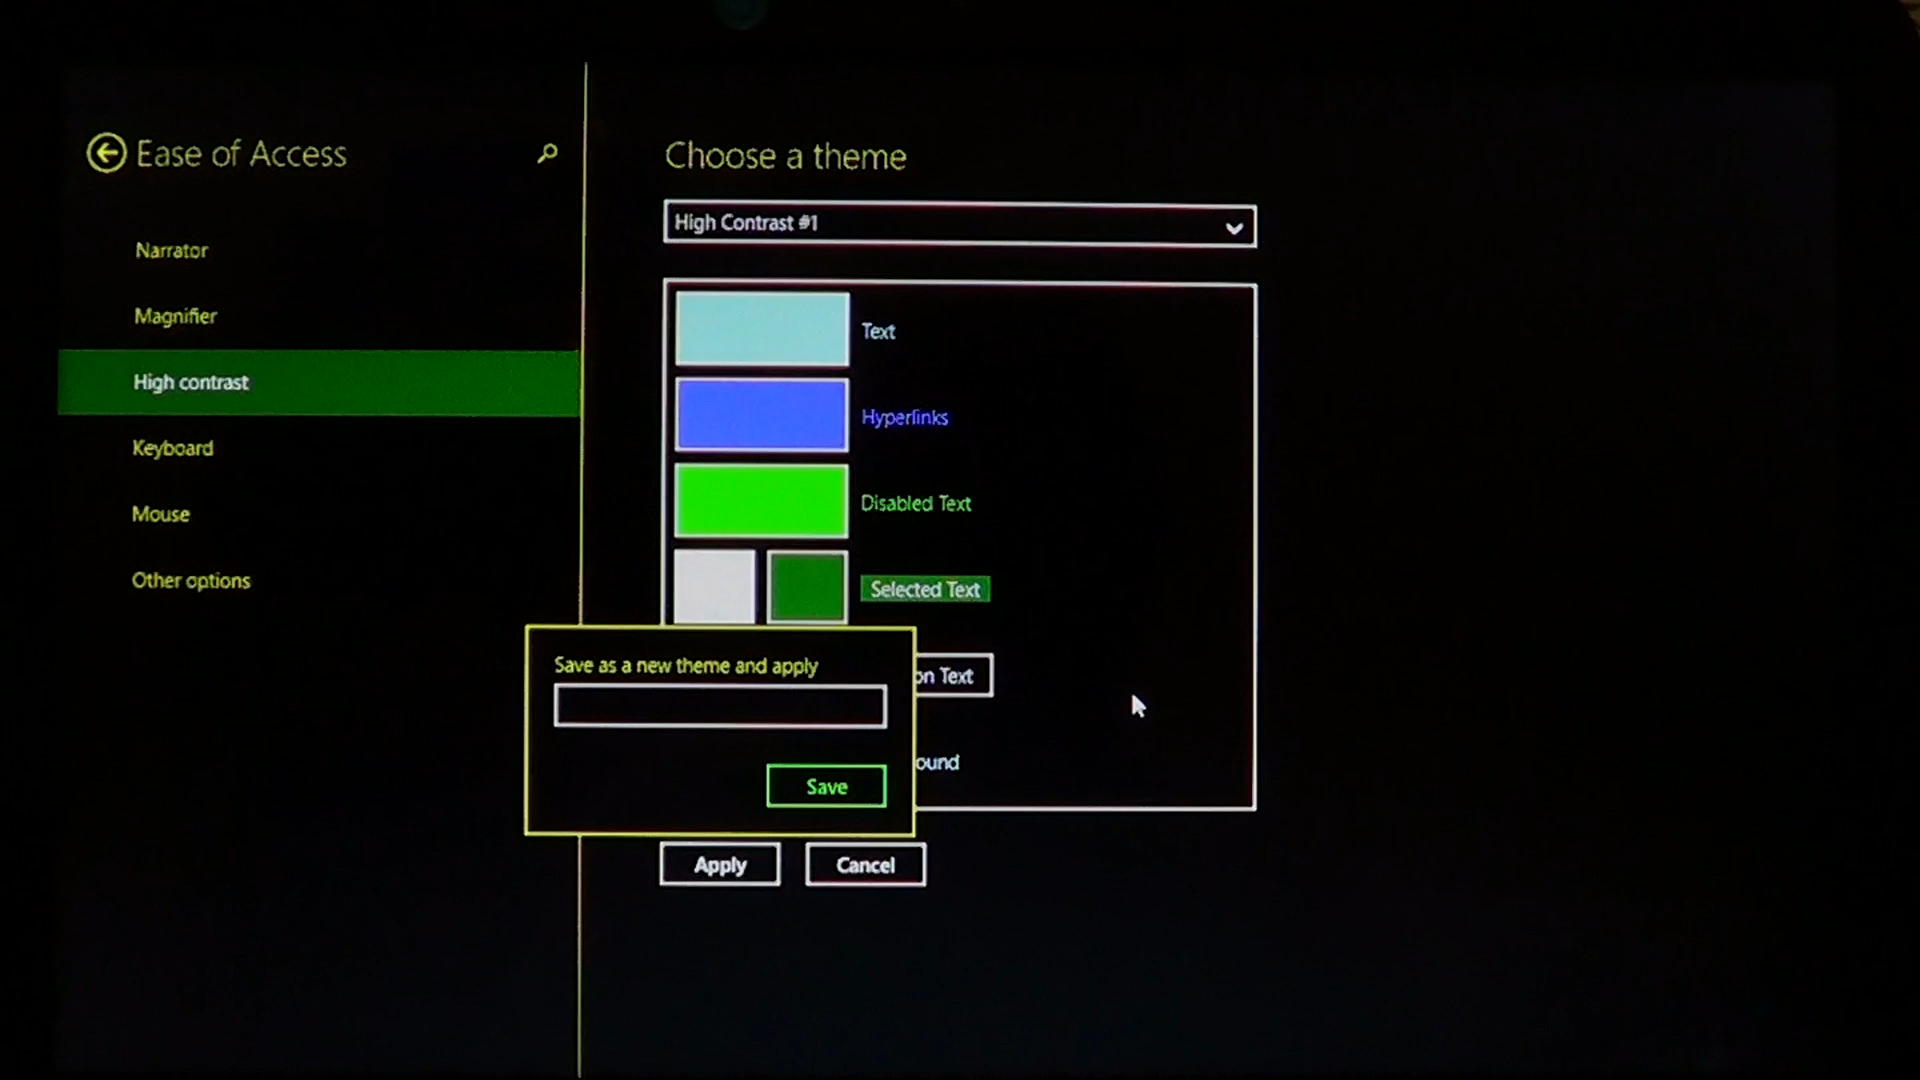 Ease of Access
Narrator
Magnifier
High contrast
Keyboard
Mouse
Other options
Choose a theme
High Contrast #1
Text
Hyperlinks
Disabled Text
Selected Text
on Text
ound
Save as a new theme and apply
Save
Apply
Cancel